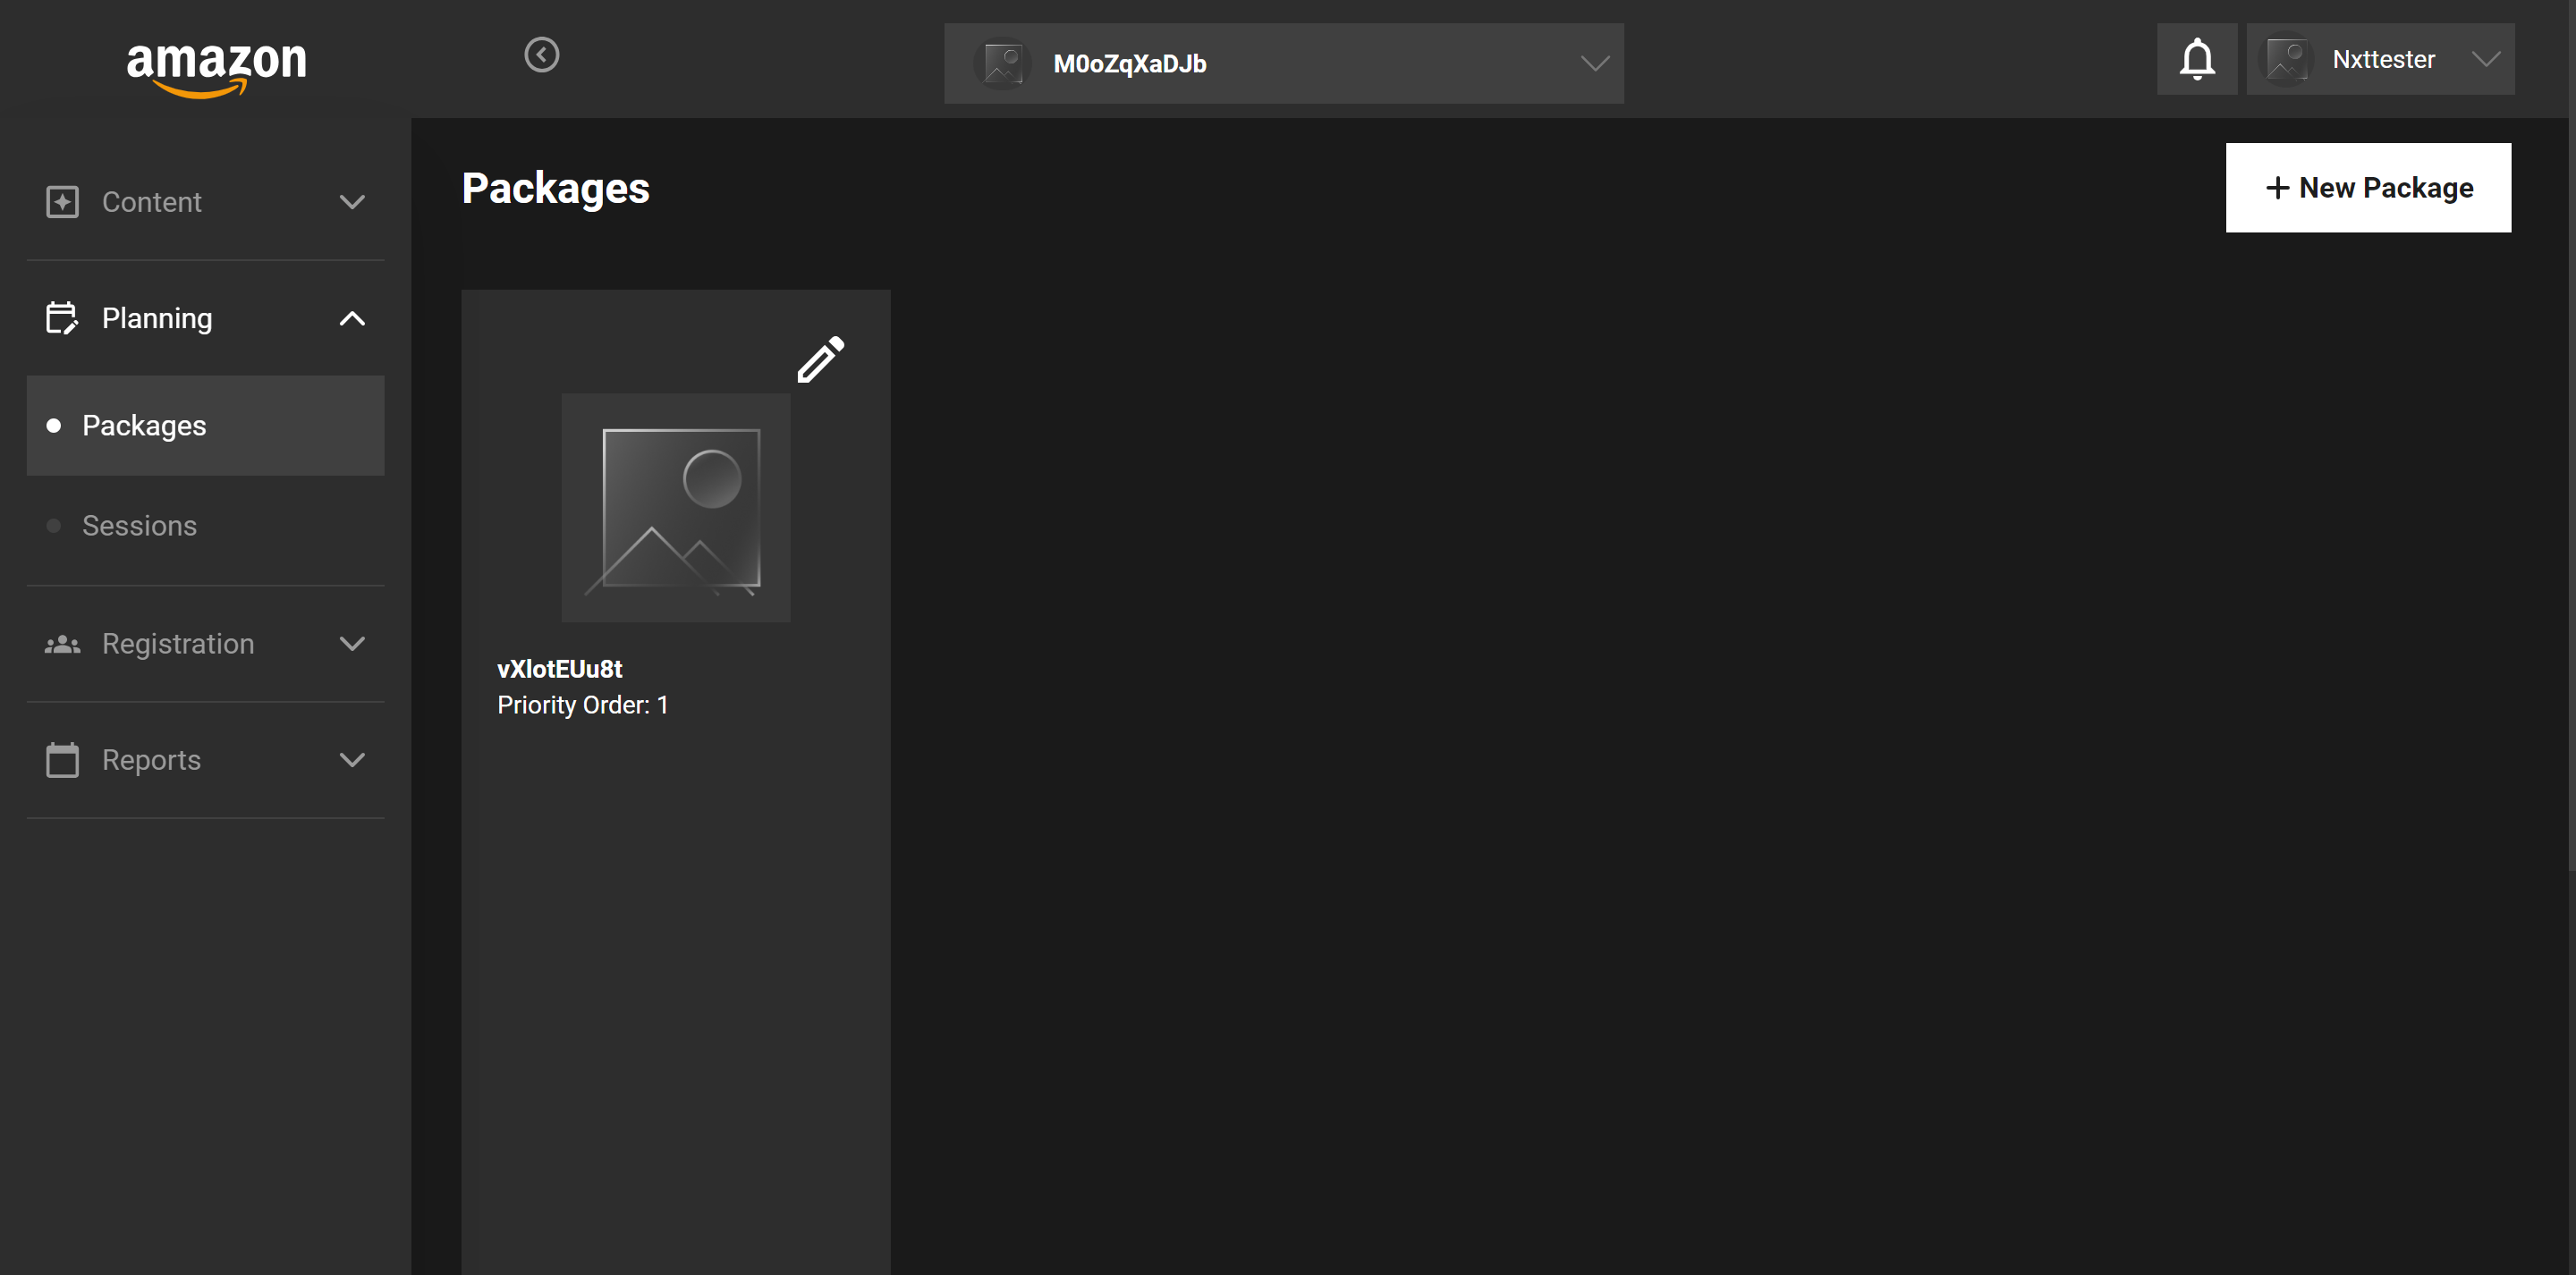 amazon
M0oZqXaDJb
Nxttester
Content
Planning
Packages
Sessions
Registration
Reports
Packages
New Package
vXlotEUu8t
Priority Order: 1